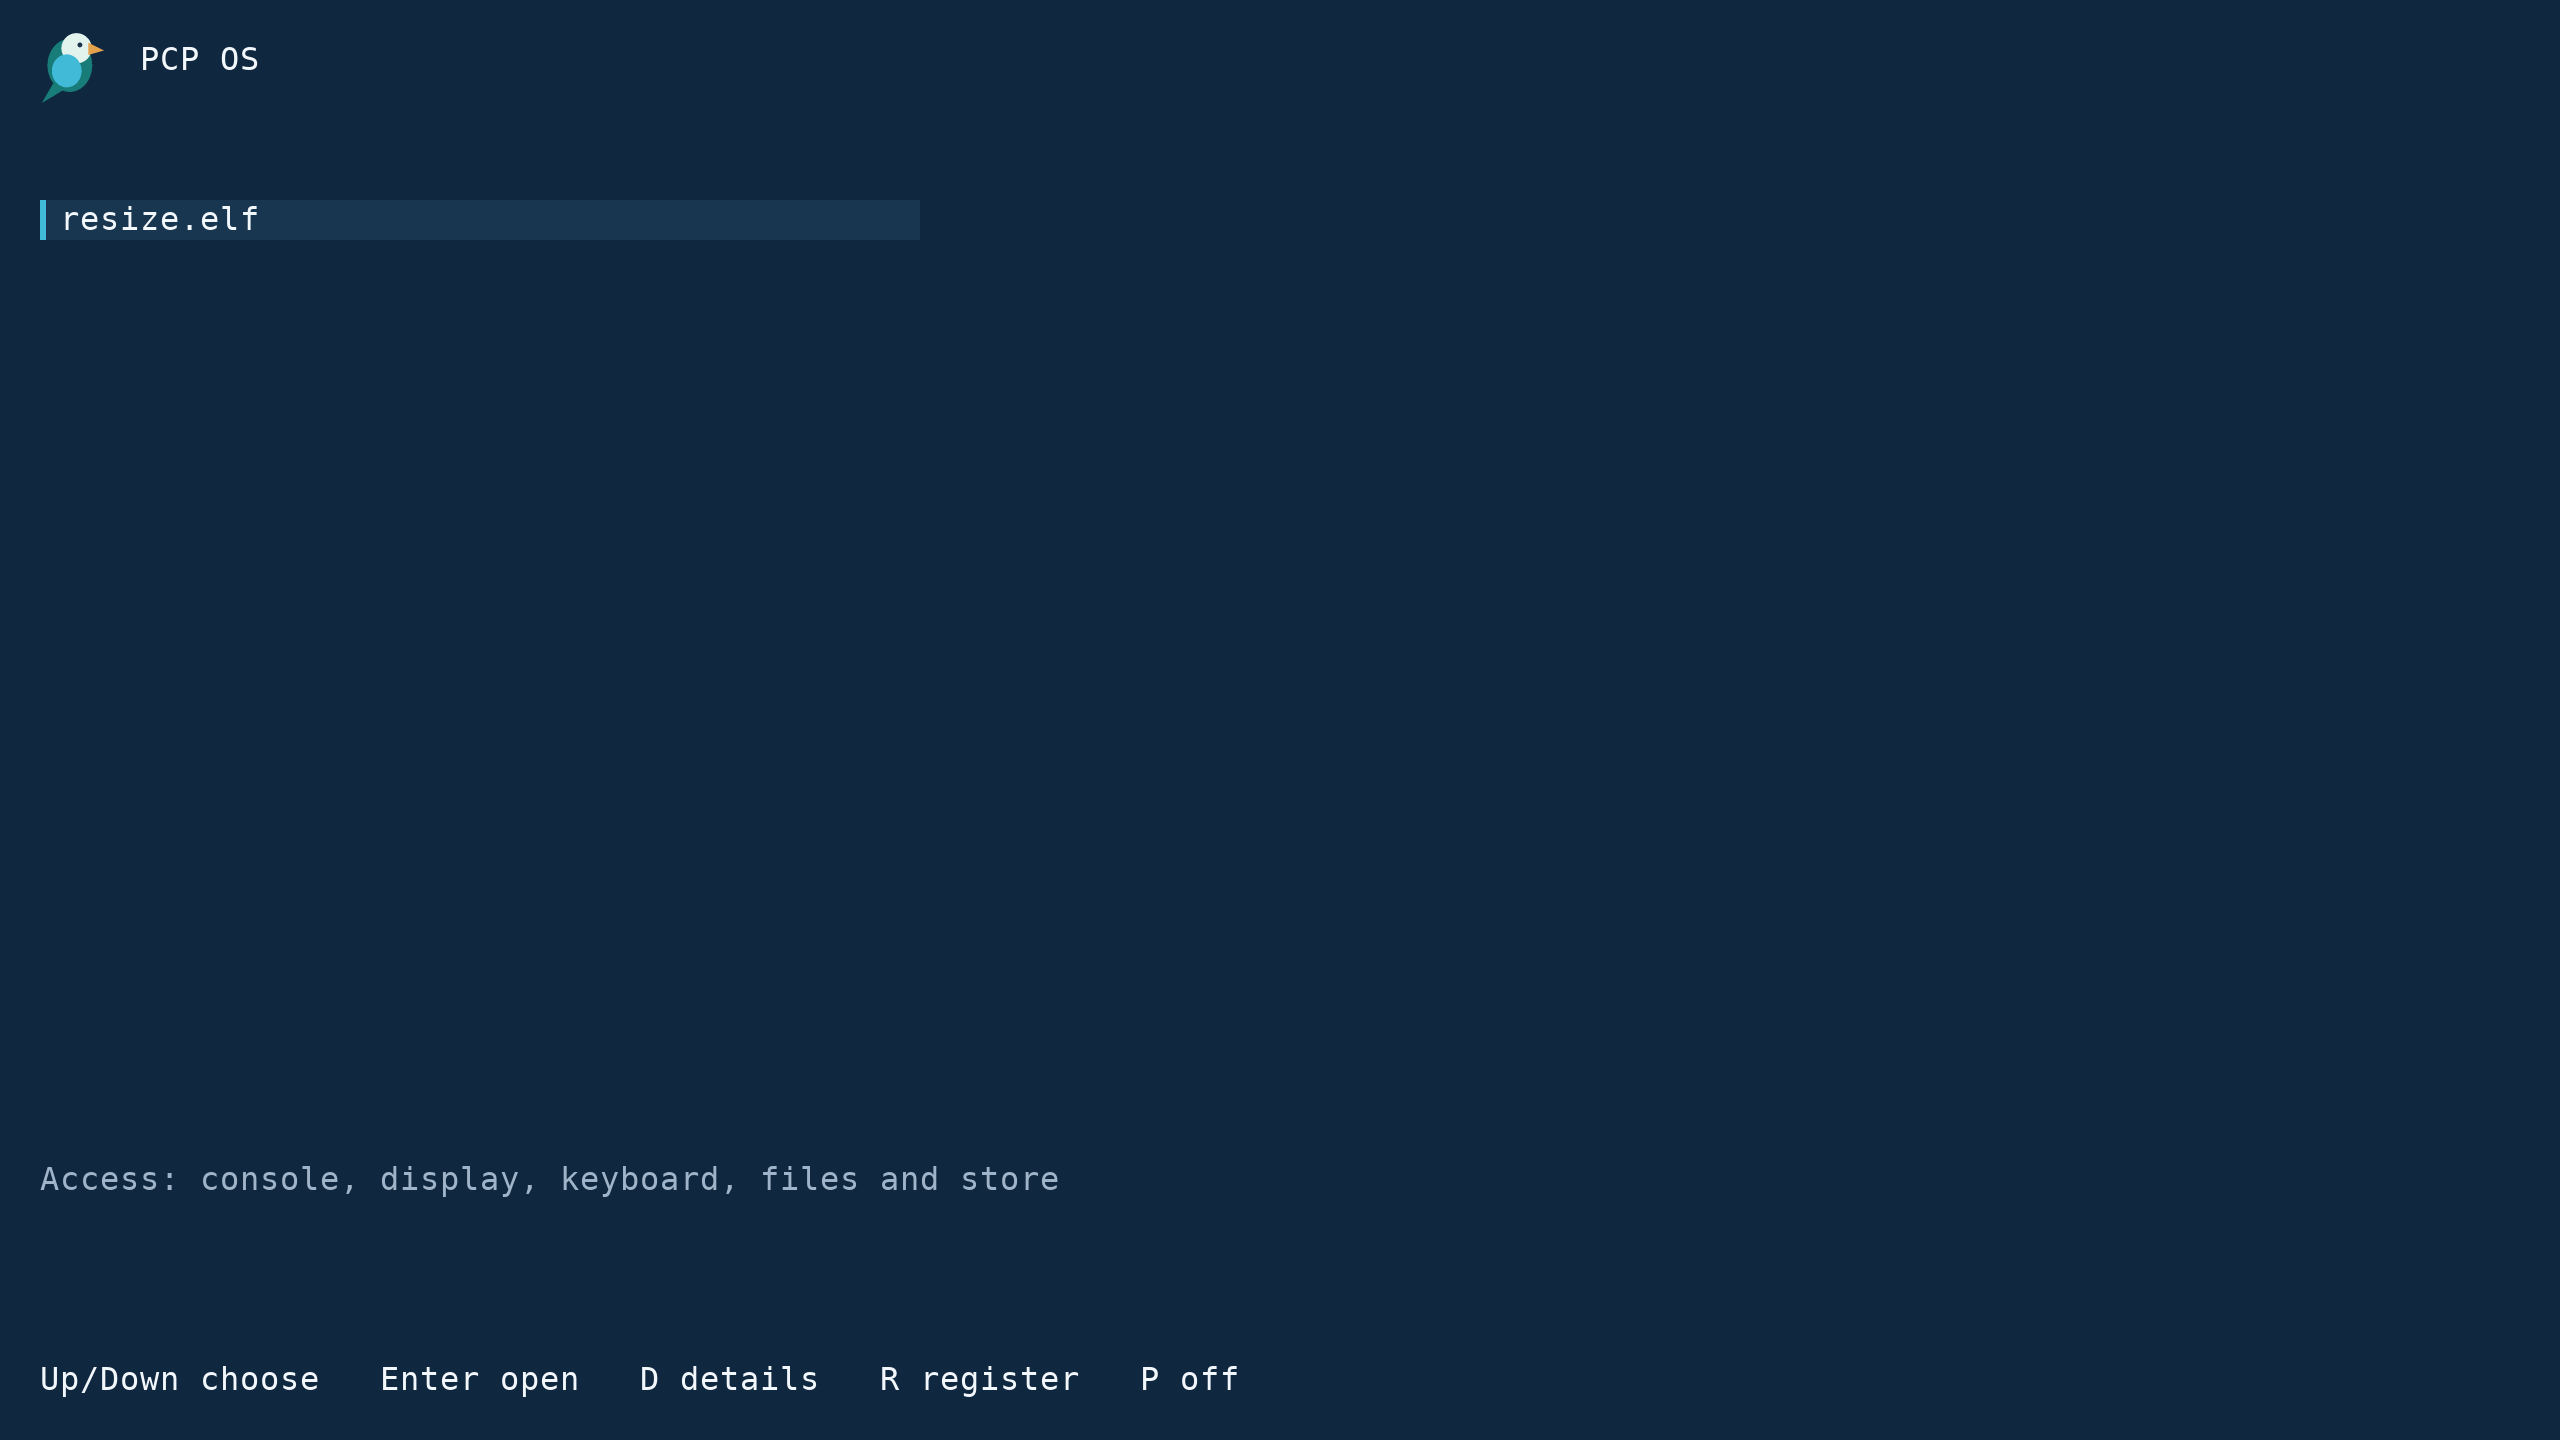 PCP OS
resize.elf
Access: console, display, keyboard, files and store
Up/Down choose   Enter open   D details   R register   P off